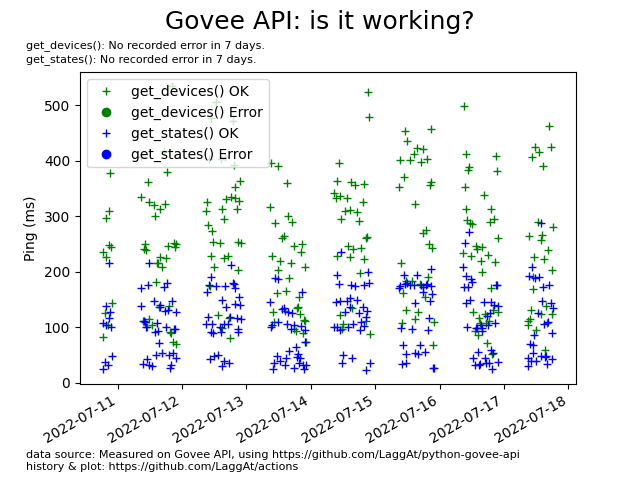 Govee API: is it working?
get_devices(): No recorded error in 7 days.
get_states(): No recorded error in 7 days.
get_devices() OK
get_devices() Error
get_states() OK
get_states() Error
Ping (ms)
500
400
300
200
100
0
2022-07-11
2022-07-12
2022-07-13
2022-07-14
2022-07-15
2022-07-16
2022-07-17
2022-07-18
data source: Measured on Govee API, using https://github.com/LaggAt/python-govee-api
history & plot: https://github.com/LaggAt/actions